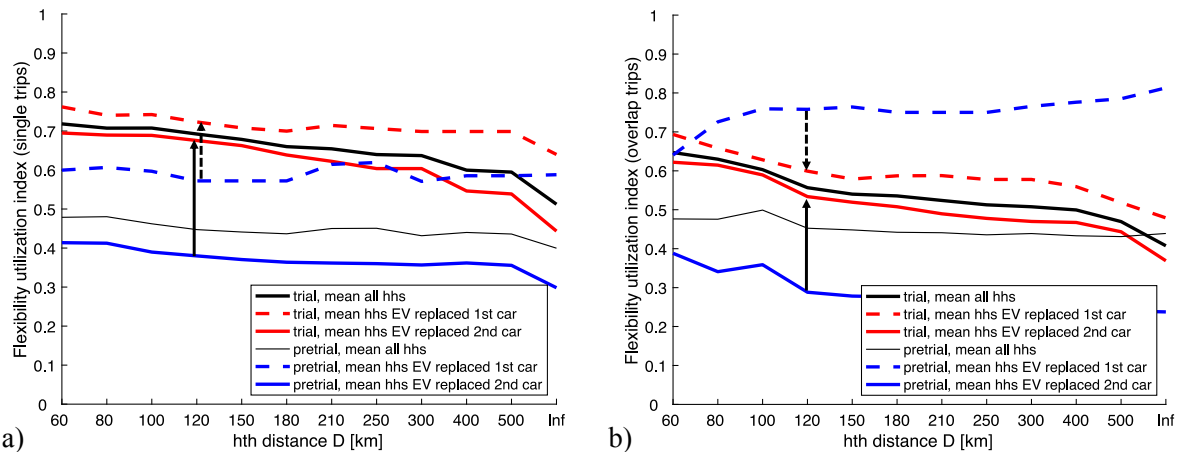 Flexibility utilization index (single trips)
1
0.9
0.8
0.7
0.6
0.5
0.4
0.3
0.2
0.1
0
trial, mean all hhs
trial, mean hhs EV replaced 1st car
trial, mean hhs EV replaced 2nd car
pretrial, mean all hhs
pretrial, mean hhs EV replaced 1st car
pretrial, mean hhs EV replaced 2nd car
60 80 100 120 150 180 210 250 300 400 500 Inf
hth distance D [km]
a)
Flexibility utilization index (overlap trips)
1
0.9
0.8
0.7
0.6
0.5
0.4
0.3
0.2
0.1
0
trial, mean all hhs
trial, mean hhs EV replaced 1st car
trial, mean hhs EV replaced 2nd car
pretrial, mean all hhs
pretrial, mean hhs EV replaced 1st car
pretrial, mean hhs EV replaced 2nd car
60 80 100 120 150 180 210 250 300 400 500 Inf
hth distance D [km]
b)